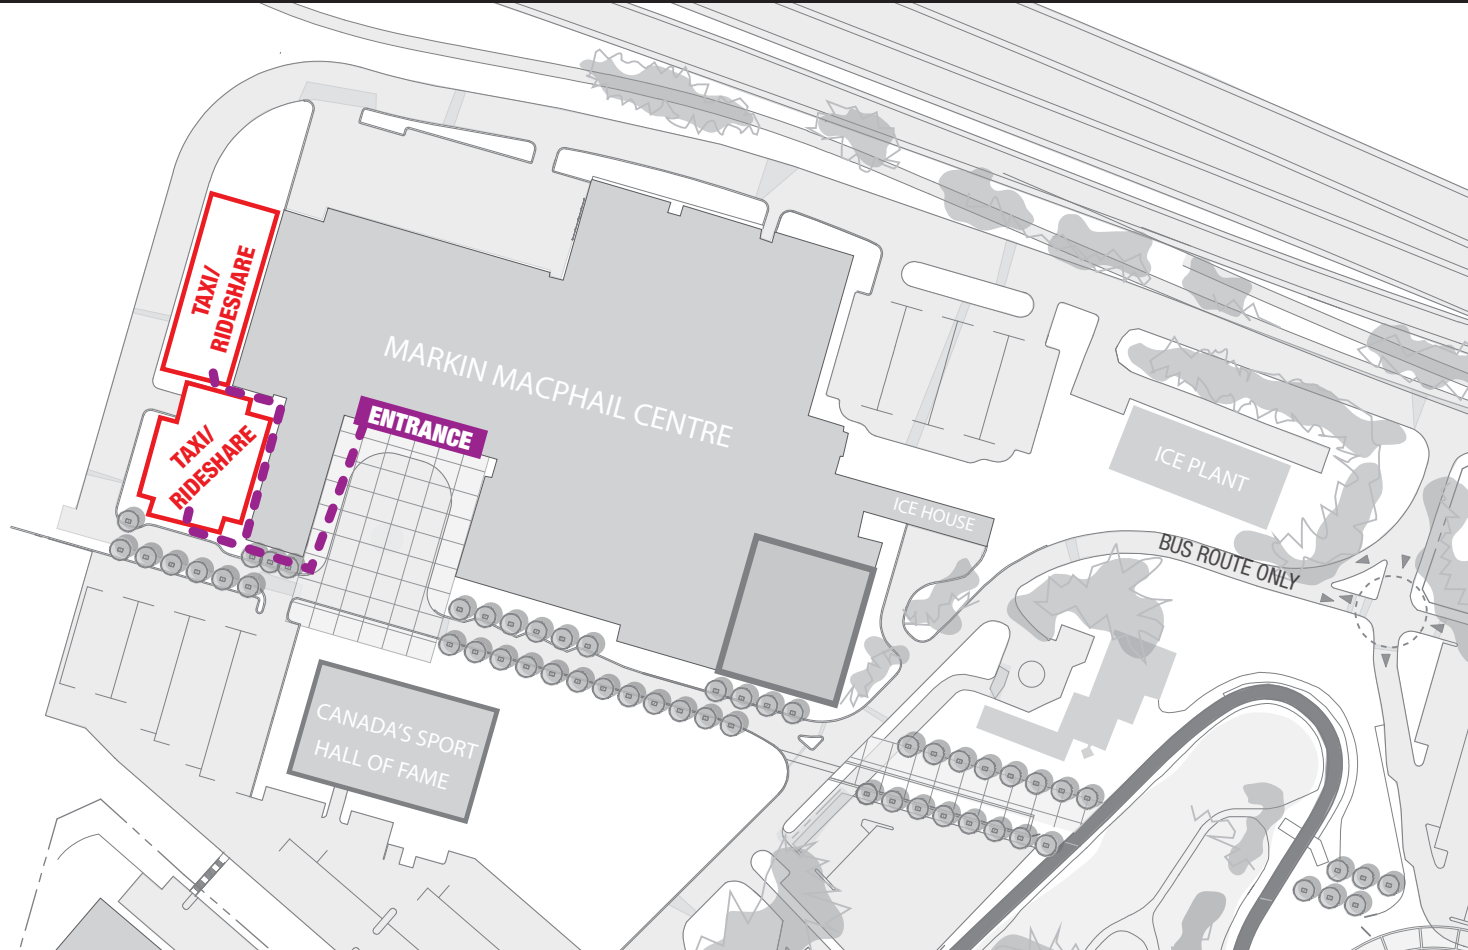 TAXI/
RIDESHARE
TAXI/
RIDESHARE
ENTRANCE
MARKIN MACPHAIL CENTRE
ICE PLANT
ICE HOUSE
BUS ROUTE ONLY
CANADA'S SPORT
HALL OF FAME